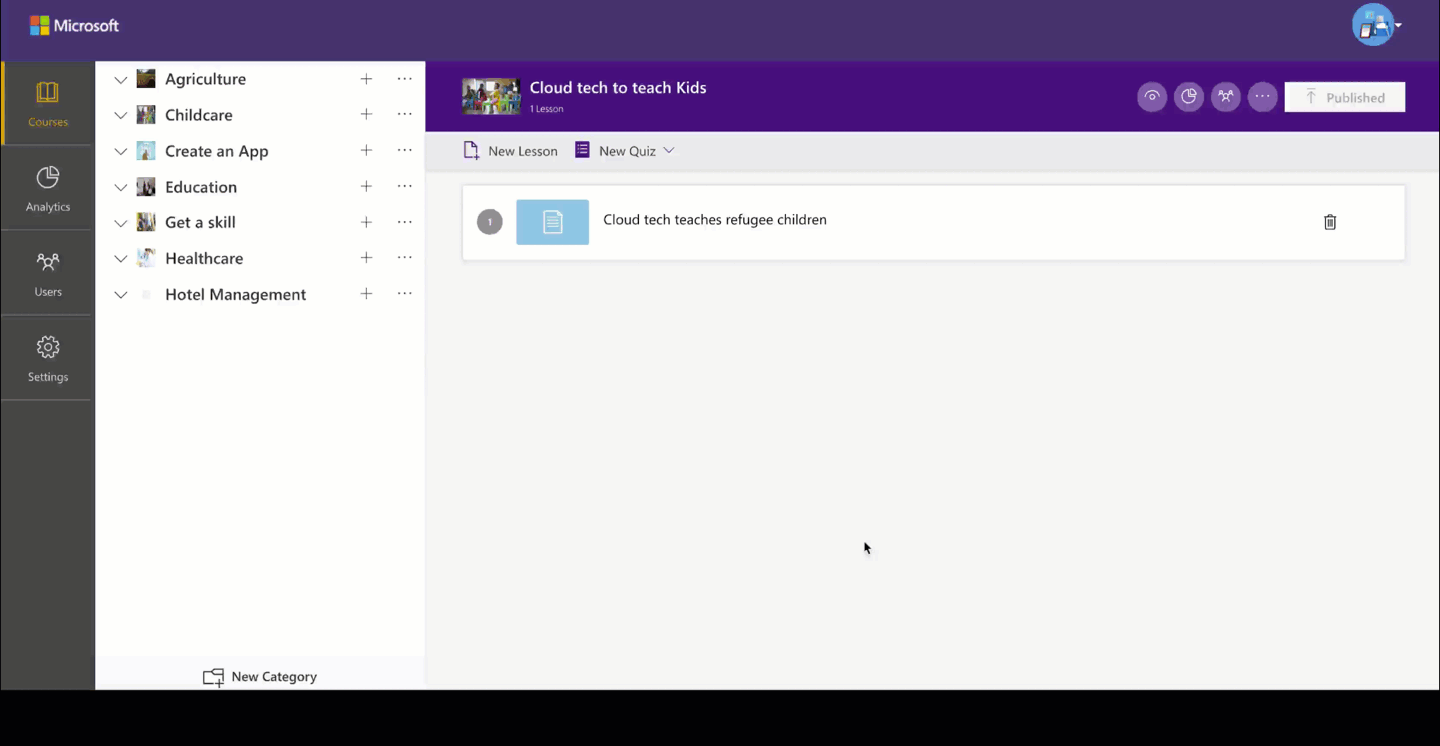 Microsoft
Courses
Analytics
Users
Settings
Agriculture
Childcare
Create an App
Education
Get a skill
Healthcare
Hotel Management
New Category
Cloud tech to teach Kids
1 Lesson
Published
New Lesson
New Quiz
1
Cloud tech teaches refugee children